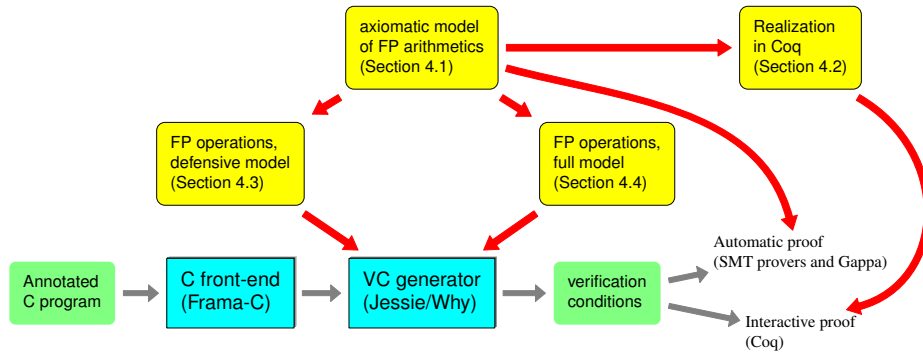 axiomatic model
of FP arithmetics
(Section 4.1)
Realization
in Coq
(Section 4.2)
FP operations,
defensive model
(Section 4.3)
FP operations,
full model
(Section 4.4)
Annotated
C program
C front-end
(Frama-C)
VC generator
(Jessie/Why)
verification
conditions
Automatic proof
(SMT provers and Gappa)
Interactive proof
(Coq)